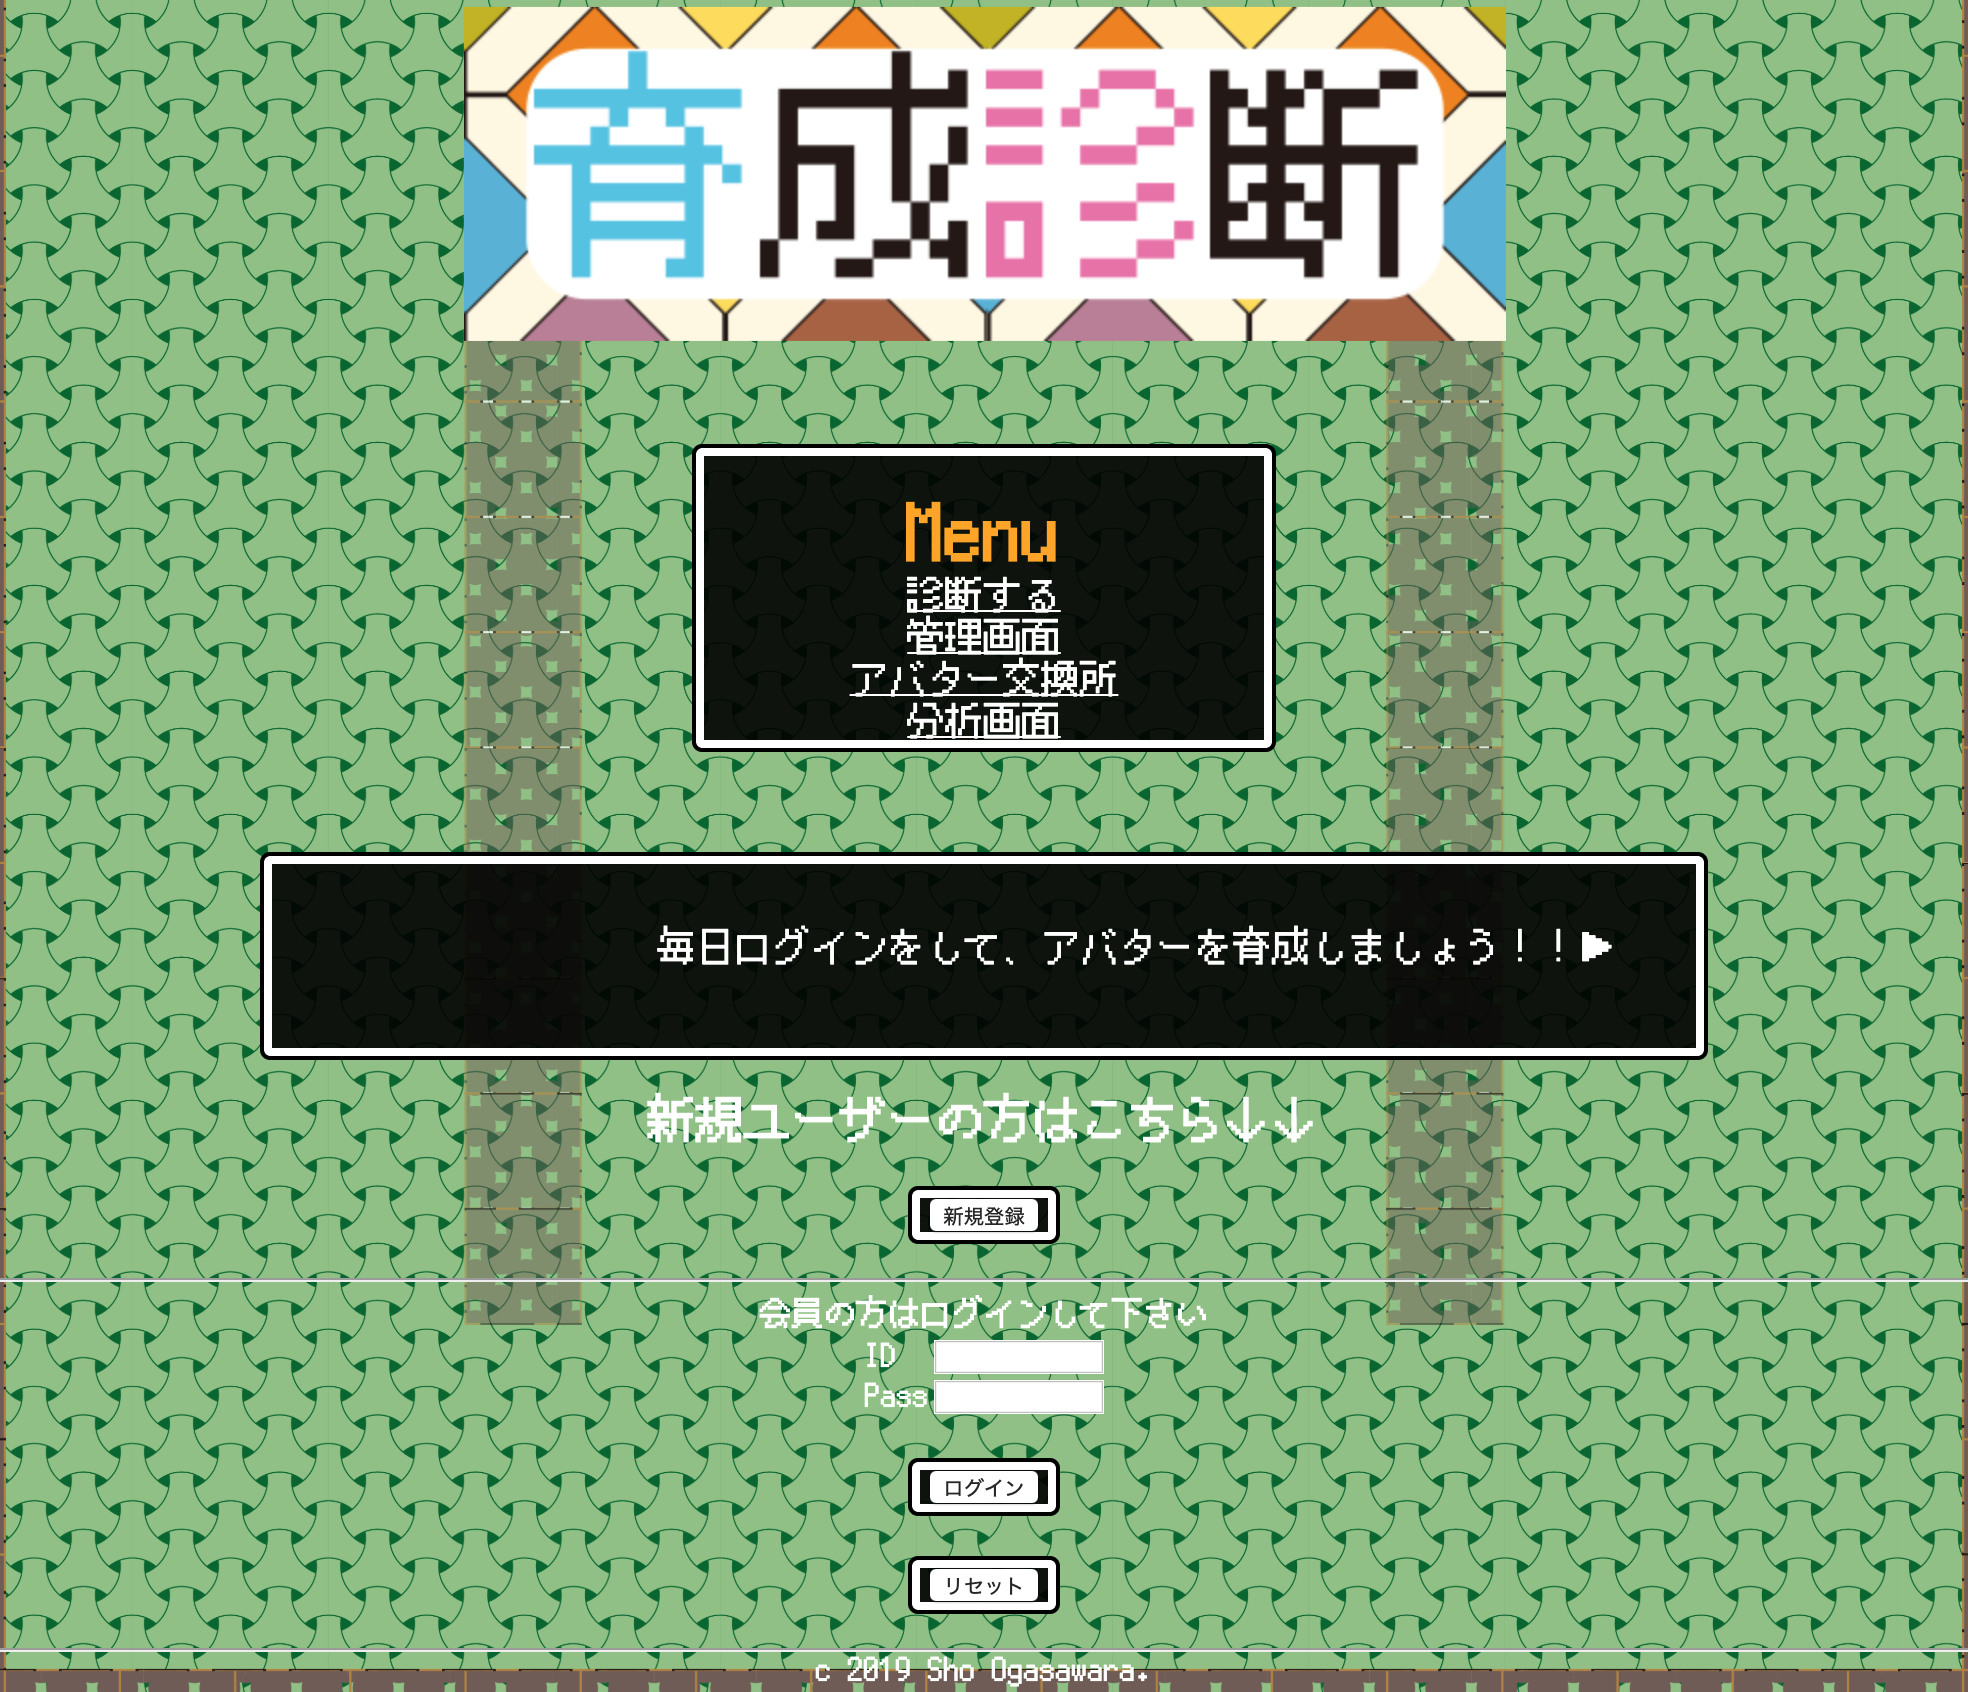 育成診断
Menu
診断する
管理画面
アバター交換所
分析画面
毎日ログインをして、アバターを育成しましょう！！▶
新規ユーザーの方はこちら↓↓
新規登録
会員の方はログインして下さい
ID
Pass
ログイン
リセット
c 2019 Sho Ogasawara.